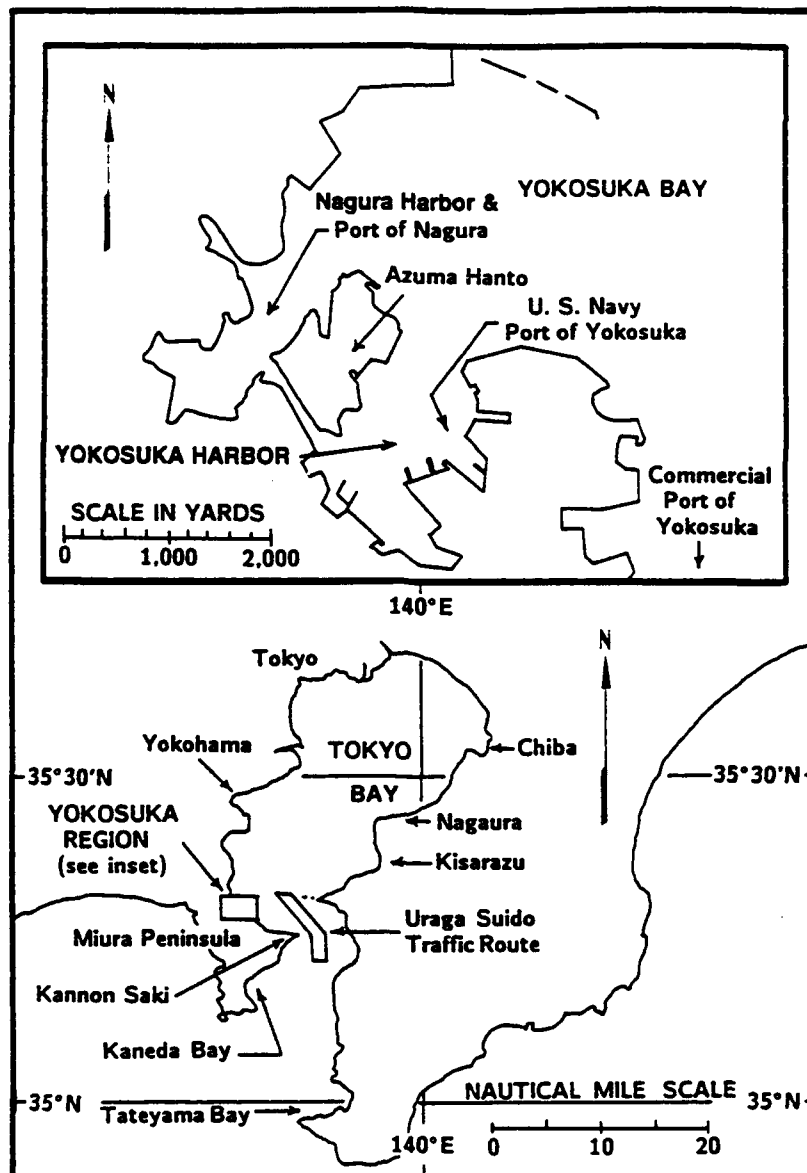 N
YOKOSUKA BAY
Nagura Harbor &
Port of Nagura
Azuma Hanto
U. S. Navy
Port of Yokosuka
YOKOSUKA HARBOR
Commercial
Port of
Yokosuka
SCALE IN YARDS
0 1,000 2,000
140°E
N
Tokyo
Yokohama
TOKYO
BAY
Chiba
35°30'N
35°30'N
YOKOSUKA
REGION
(see inset)
Nagaura
Kisarazu
Miura Peninsula
Uraga Suido
Traffic Route
Kannon Saki
Kaneda Bay
35°N
NAUTICAL MILE SCALE
35°N
Tateyama Bay
140°E
0 10 20